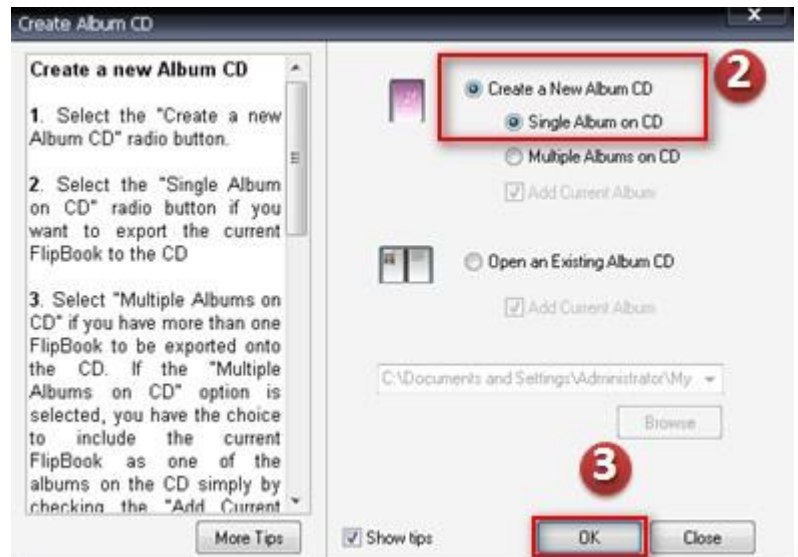 Create Album CD
x
Create a new Album CD
1. Select the "Create a new
Album CD" radio button.
2. Select the "Single Album
on CD" radio button if you
want to export the current
FlipBook to the CD
3. Select "Multiple Albums on
CD" if you have more than one
FlipBook to be exported onto
the CD. If the "Multiple
Albums on CD" option is
selected, you have the choice
to include the current
FlipBook as one of the
albums on the CD simply by
checking the "Add Current
More Tips
2
Create a New Album CD
Single Album on CD
Multiple Albums on CD
Add Current Album
Open an Existing Album CD
Add Current Album
C:\Documents and Settings\Administrator\My
Browse
3
Show tips
OK
Close